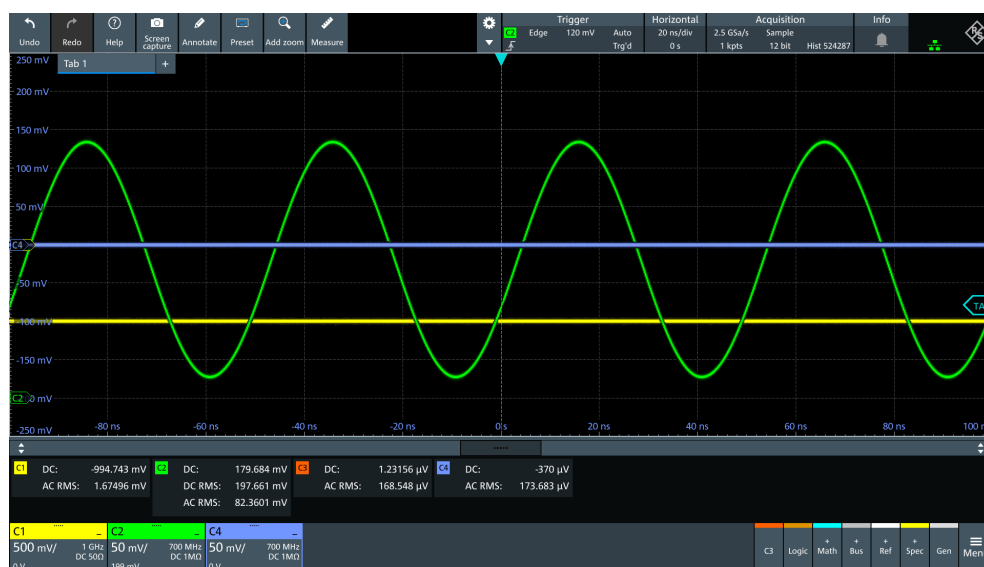 Undo Redo Help Screen capture Annotate Preset Add zoom Measure
Trigger Horizontal Acquisition Info
C2 Edge 120 mV Auto 20 ns/div 2.5 GSa/s Sample
Trg'd 0 s 1 kpts 12 bit Hist 524287
R S
250 mV Tab 1 +
200 mV
150 mV
100 mV
50 mV
C4
-50 mV
TA
-100 mV
-150 mV
C2
-250 mV -80 ns -60 ns -40 ns -20 ns 0 s 20 ns 40 ns 60 ns 80 ns 100 n
C1 DC: -994.743 mV C2 DC: 179.684 mV C3 DC: 1.23156 µV C4 DC: -370 µV
AC RMS: 1.67496 mV DC RMS: 197.661 mV AC RMS: 168.548 µV AC RMS: 173.683 µV
AC RMS: 82.3601 mV
C1 C2 C4
500 mV/ 1 GHz DC 50Ω 50 mV/ 700 MHz DC 1MΩ 50 mV/ 700 MHz DC 1MΩ
0 V 199 mV 0 V
C3 Logic + Math + Bus + Ref + Spec Gen Men